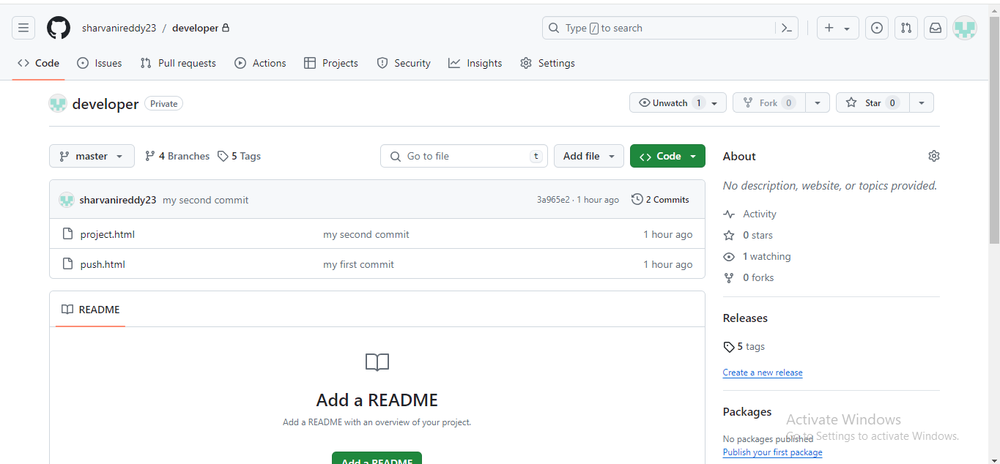 sharvanireddy23 / developer
Type / to search
Code Issues Pull requests Actions Projects Security Insights Settings
developer Private
Unwatch 1 Fork 0 Star 0
master 4 Branches 5 Tags
Go to file t Add file Code
sharvanireddy23 my second commit
3a965e2 · 1 hour ago 2 Commits
project.html my second commit 1 hour ago
push.html my first commit 1 hour ago
README
Add a README
Add a README with an overview of your project.
Add a README
About
No description, website, or topics provided.
Activity
0 stars
1 watching
0 forks
Releases
5 tags
Create a new release
Packages
No packages published
Publish your first package
Activate Windows
Go to Settings to activate Windows.